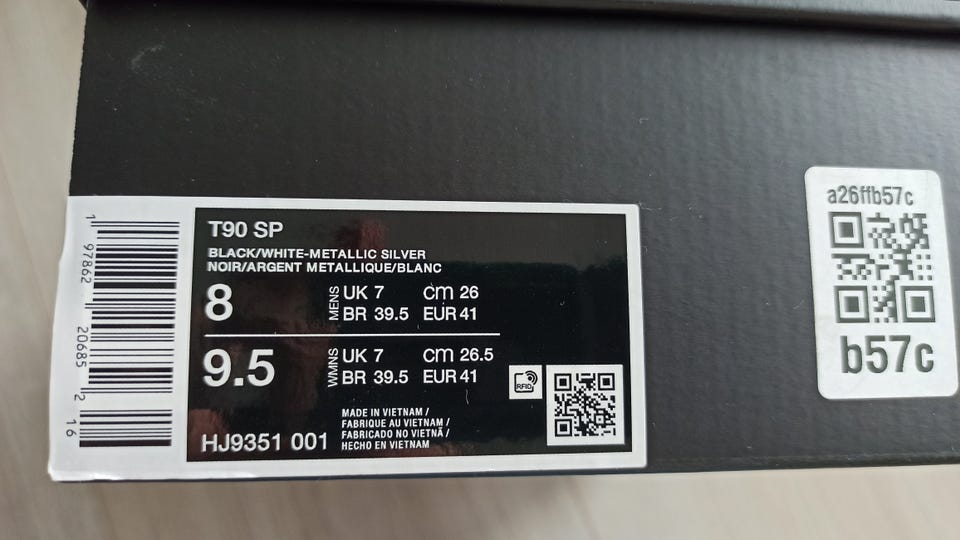 T90 SP
BLACK/WHITE-METALLIC SILVER
NOIR/ARGENT METALLIQUE/BLANC
8 MENS UK 7 cm 26
BR 39.5 EUR 41
9.5 WMNS UK 7 cm 26.5
BR 39.5 EUR 41
RFID
HJ9351 001
MADE IN VIETNAM /
FABRIQUE AU VIETNAM /
FABRICADO NO VIETNÃ /
HECHO EN VIETNAM
1 97862 20685 2 16
a26ffb57c
b57c